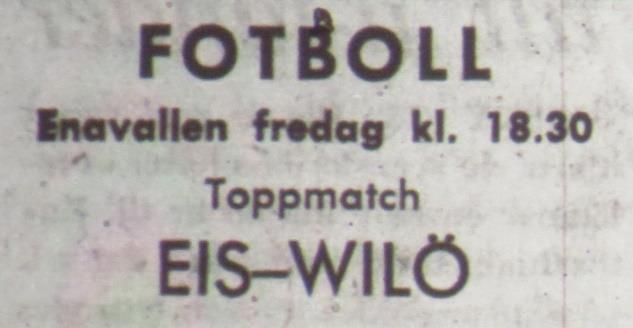 FOTBOLL
Enavallen fredag kl. 18.30
Toppmatch
EIS–WILÖ